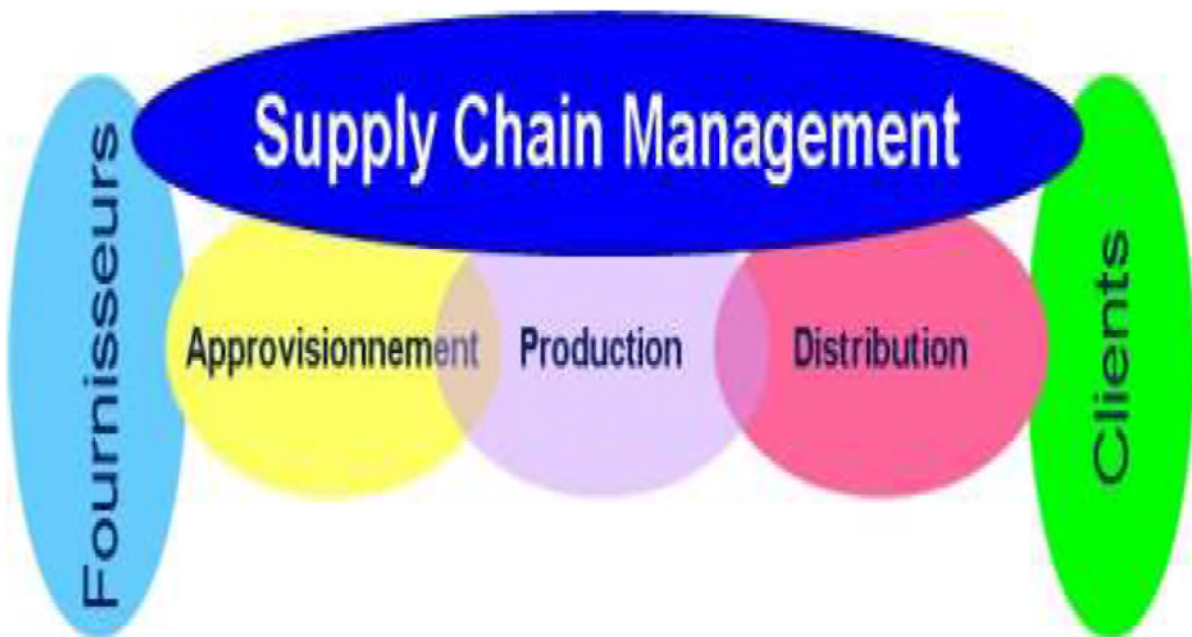 Supply Chain Management
Fournisseurs
Approvisionnement
Production
Distribution
Clients